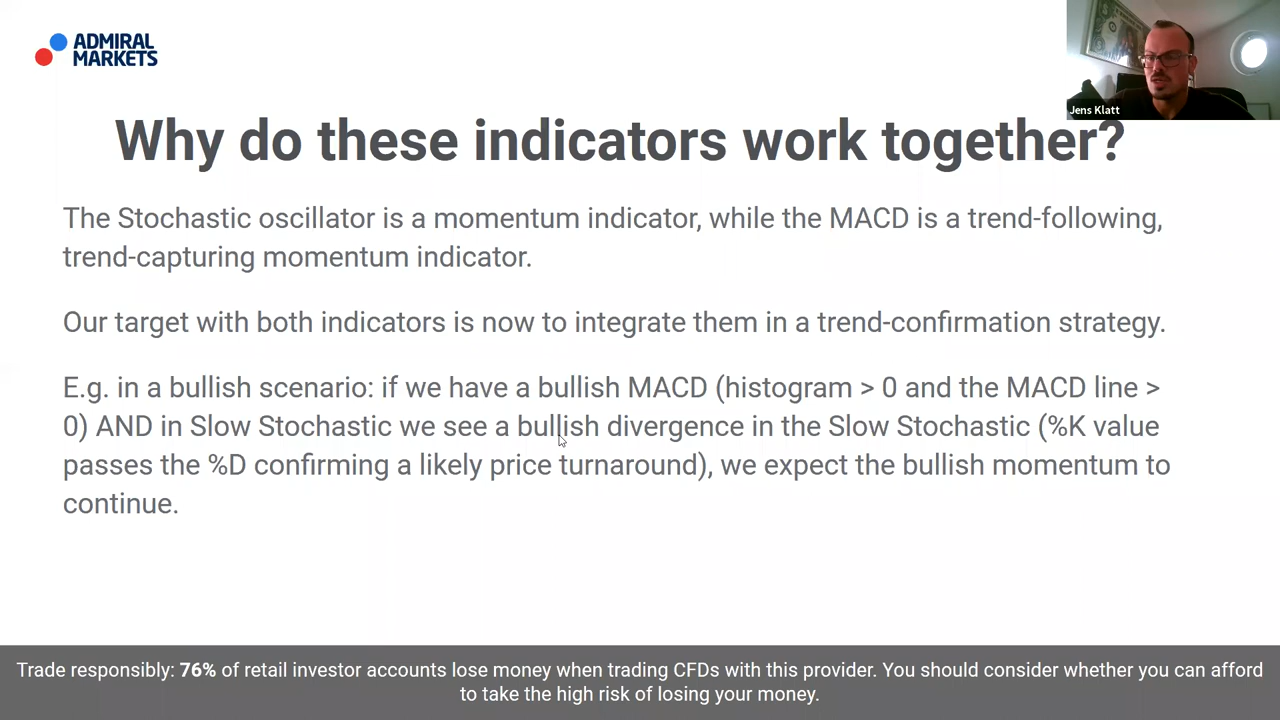 ADMIRAL
MARKETS
Jens Klatt
Why do these indicators work together?
The Stochastic oscillator is a momentum indicator, while the MACD is a trend-following,
trend-capturing momentum indicator.
Our target with both indicators is now to integrate them in a trend-confirmation strategy.
E.g. in a bullish scenario: if we have a bullish MACD (histogram > 0 and the MACD line >
0) AND in Slow Stochastic we see a bullish divergence in the Slow Stochastic (%K value
passes the %D confirming a likely price turnaround), we expect the bullish momentum to
continue.
Trade responsibly: 76% of retail investor accounts lose money when trading CFDs with this provider. You should consider whether you can afford
to take the high risk of losing your money.